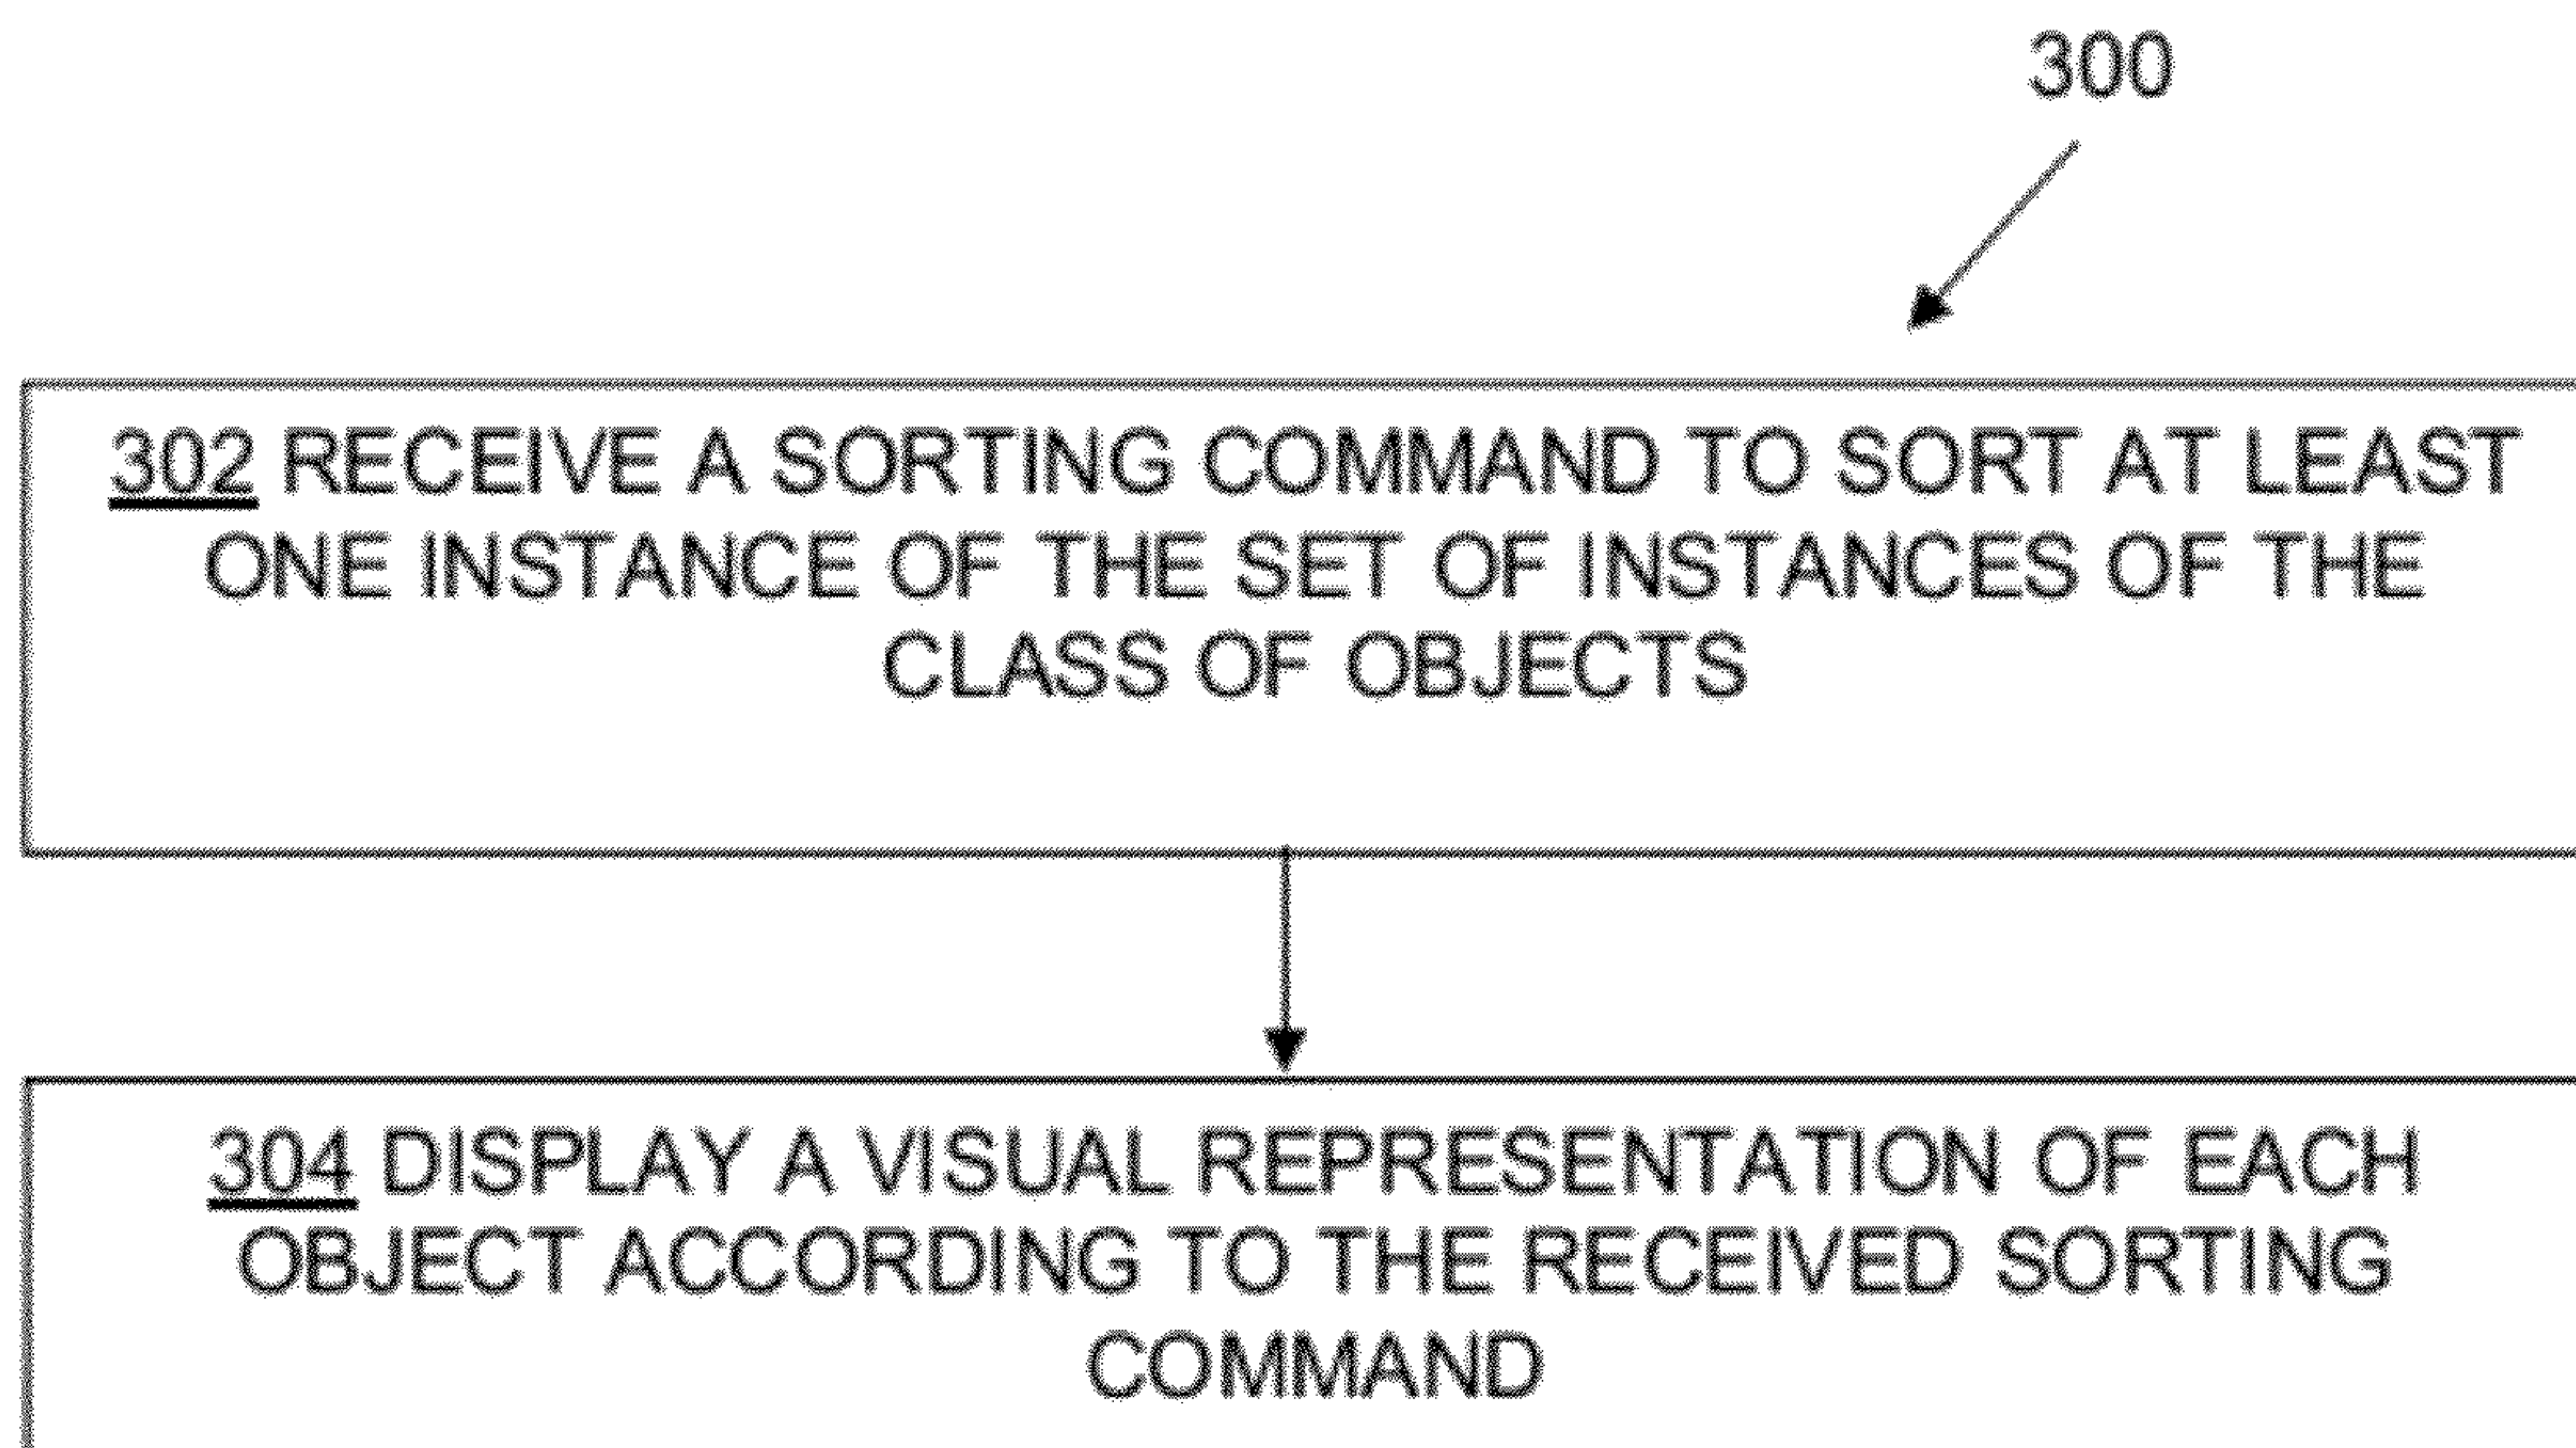 300
302 RECEIVE A SORTING COMMAND TO SORT AT LEAST
ONE INSTANCE OF THE SET OF INSTANCES OF THE
CLASS OF OBJECTS
304 DISPLAY A VISUAL REPRESENTATION OF EACH
OBJECT ACCORDING TO THE RECEIVED SORTING
COMMAND